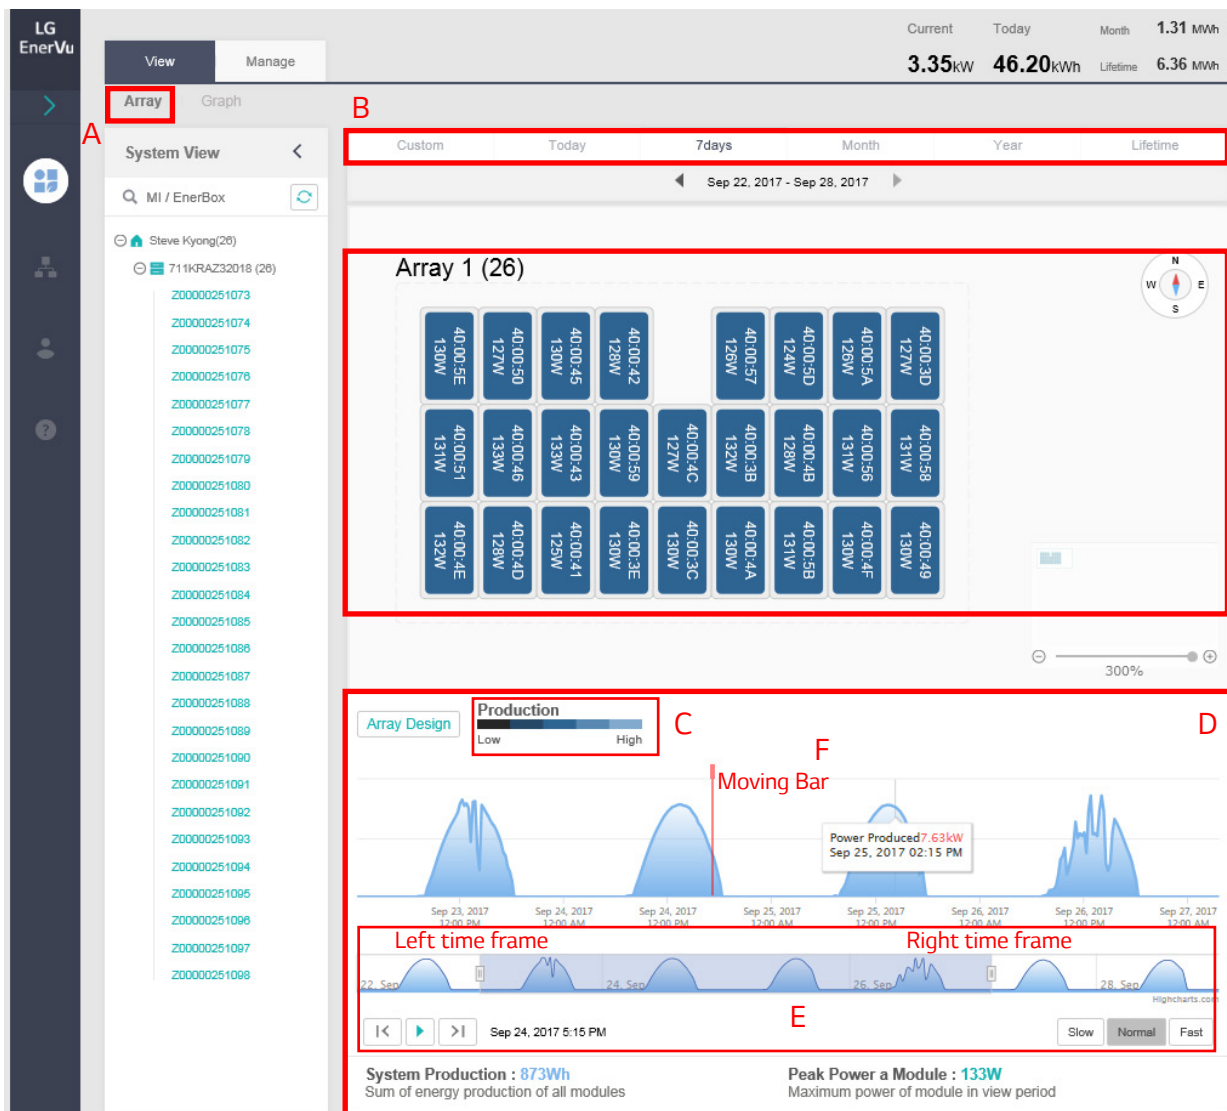 LG
EnerVu
View
Manage
Current
3.35kW
Today
46.20kWh
Month 1.31 MWh
Lifetime 6.36 MWh
Array
Graph
A
B
System View
MI / EnerBox
Steve Kyong(26)
711KRAZ32018 (26)
Z00000251073
Z00000251074
Z00000251075
Z00000251076
Z00000251077
Z00000251078
Z00000251079
Z00000251080
Z00000251081
Z00000251082
Z00000251083
Z00000251084
Z00000251085
Z00000251086
Z00000251087
Z00000251088
Z00000251089
Z00000251090
Z00000251091
Z00000251092
Z00000251093
Z00000251094
Z00000251095
Z00000251096
Z00000251097
Z00000251098
Custom
Today
7days
Month
Year
Lifetime
Sep 22, 2017 - Sep 28, 2017
Array 1 (26)
N
W
E
S
40:00:5E
130W
40:00:50
127W
40:00:45
130W
40:00:42
128W
40:00:57
126W
40:00:5D
124W
40:00:5A
126W
40:00:3D
127W
40:00:51
131W
40:00:46
133W
40:00:43
133W
40:00:59
130W
40:00:4C
127W
40:00:3B
132W
40:00:4B
128W
40:00:56
131W
40:00:58
131W
40:00:4E
132W
40:00:4D
128W
40:00:41
125W
40:00:3E
130W
40:00:3C
130W
40:00:4A
130W
40:00:5B
131W
40:00:4F
130W
40:00:49
130W
300%
Array Design
Production
Low
High
C
D
F
Moving Bar
Power Produced7.63kW
Sep 25, 2017 02:15 PM
Sep 23, 2017
12:00 PM
Sep 24, 2017
12:00 AM
Sep 24, 2017
12:00 PM
Sep 25, 2017
12:00 AM
Sep 25, 2017
12:00 PM
Sep 26, 2017
12:00 AM
Sep 26, 2017
12:00 PM
Sep 27, 2017
12:00 AM
Left time frame
Right time frame
22. Sep
24. Sep
26. Sep
28. Sep
Highcharts.com
E
Sep 24, 2017 5:15 PM
Slow
Normal
Fast
System Production : 873Wh
Sum of energy production of all modules
Peak Power a Module : 133W
Maximum power of module in view period